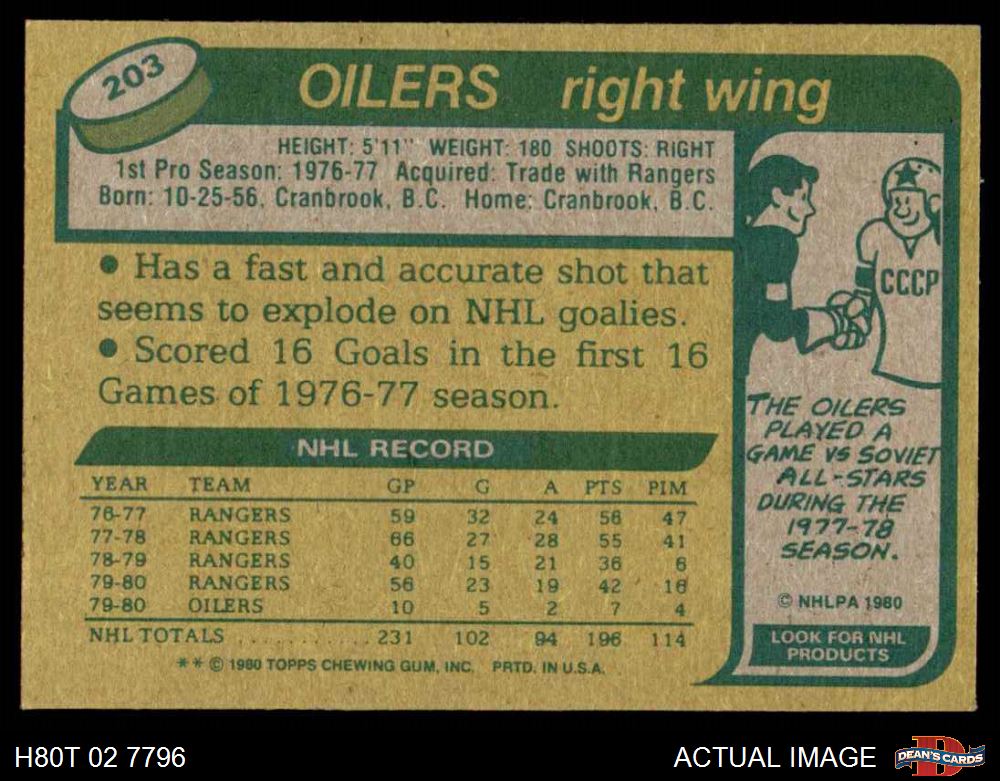 203
OILERS right wing
HEIGHT: 5'11" WEIGHT: 180 SHOOTS: RIGHT
1st Pro Season: 1976-77 Acquired: Trade with Rangers
Born: 10-25-56, Cranbrook, B.C. Home: Cranbrook, B.C.
• Has a fast and accurate shot that
seems to explode on NHL goalies.
• Scored 16 Goals in the first 16
Games of 1976-77 season.
NHL RECORD
YEAR TEAM GP G A PTS PIM
76-77 RANGERS 59 32 24 56 47
77-78 RANGERS 66 27 28 55 41
78-79 RANGERS 40 15 21 36 6
79-80 RANGERS 56 23 19 42 16
79-80 OILERS 10 5 2 7 4
NHL TOTALS .......... 231 102 94 196 114
** © 1980 TOPPS CHEWING GUM, INC. PRTD. IN U.S.A.
CCCP
THE OILERS
PLAYED A
GAME VS SOVIET
ALL-STARS
DURING THE
1977-78
SEASON.
© NHLPA 1980
LOOK FOR NHL
PRODUCTS
H80T 02 7796
ACTUAL IMAGE
D
DEAN'S CARDS